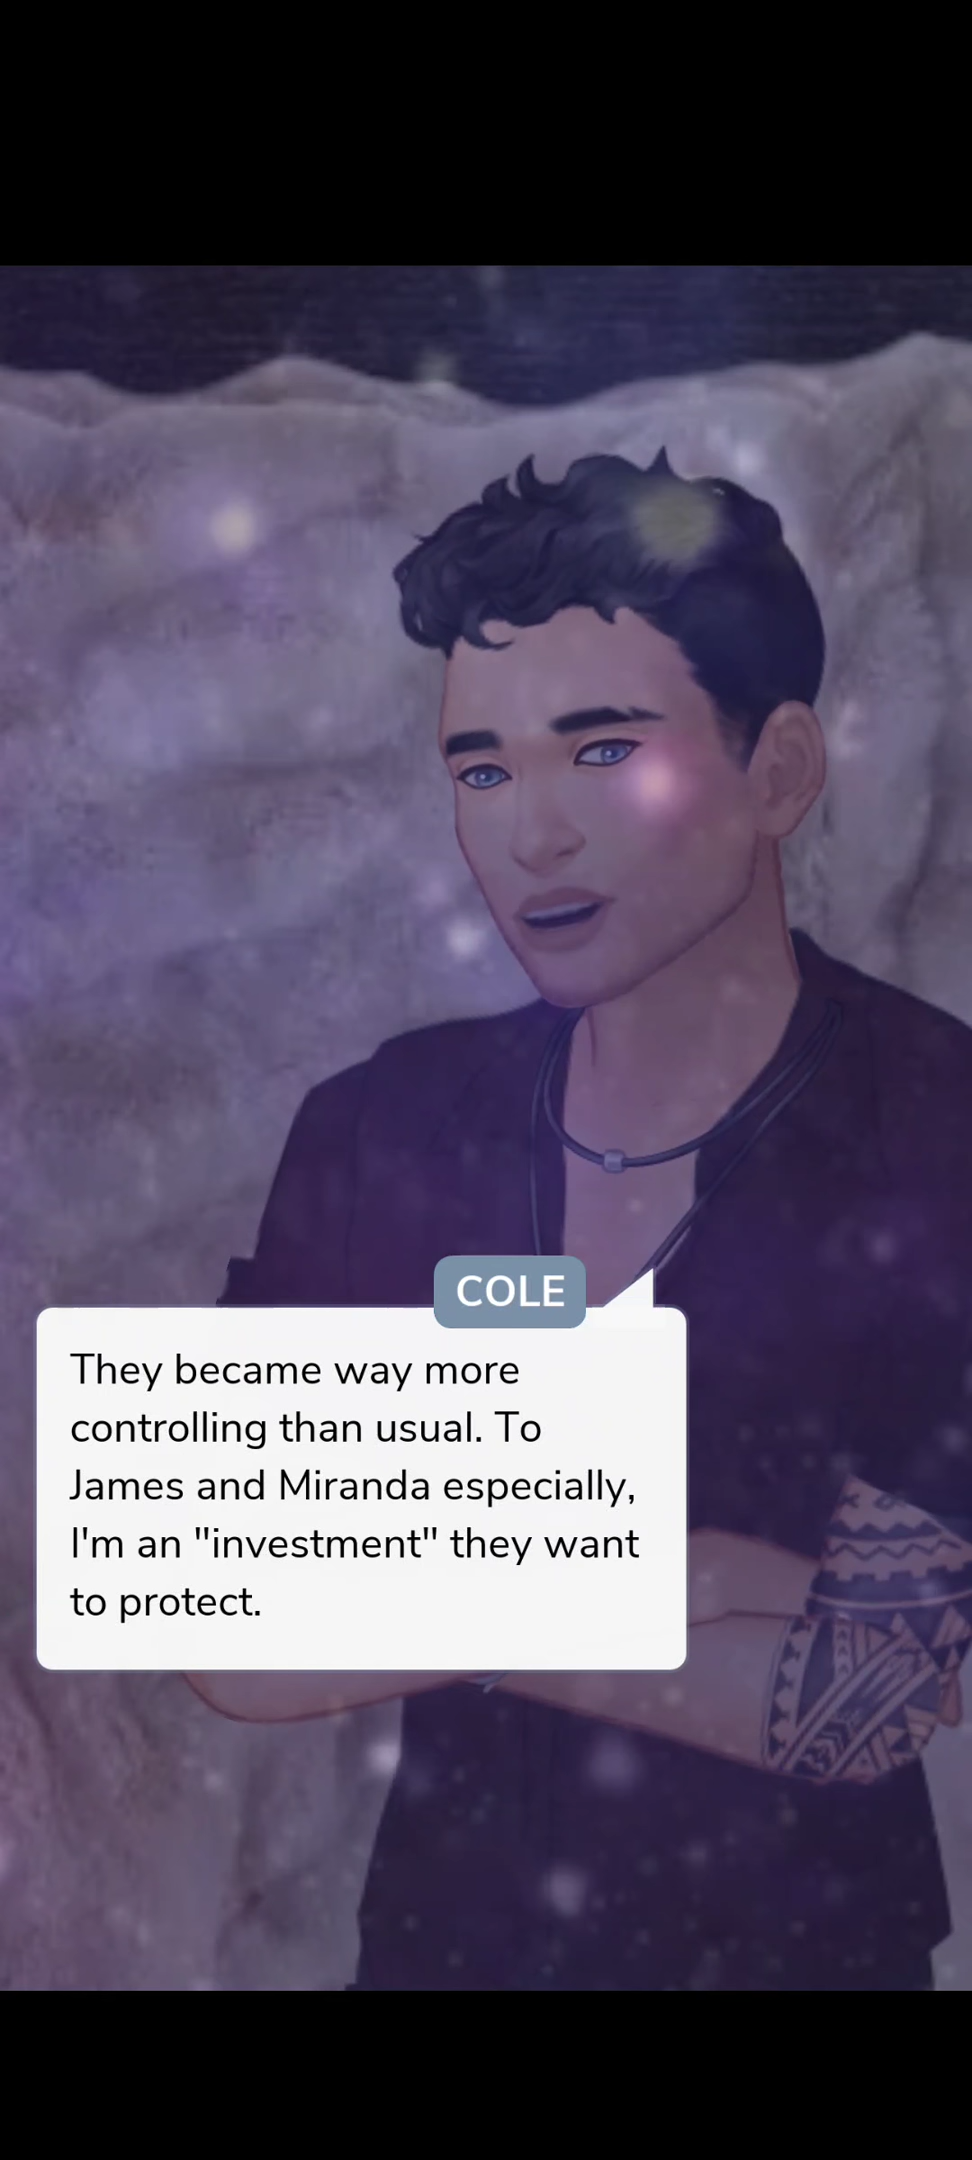 COLE
They became way more
controlling than usual. To
James and Miranda especially,
I'm an "investment" they want
to protect.